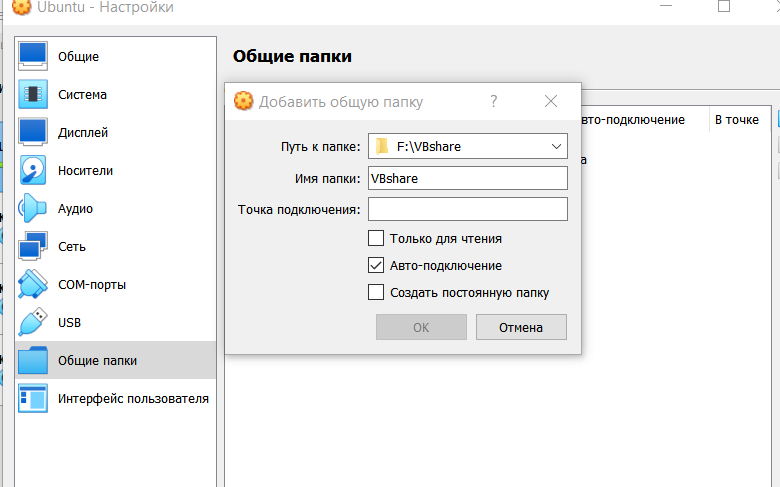 Ubuntu - Настройки
Общие
Система
Дисплей
Носители
Аудио
Сеть
COM-порты
USB
Общие папки
Интерфейс пользователя
Общие папки
вто-подключение
В точке
а
Добавить общую папку
?
Путь к папке:
F:\VBshare
Имя папки:
VBshare
Точка подключения:
Только для чтения
Авто-подключение
Создать постоянную папку
ОК
Отмена